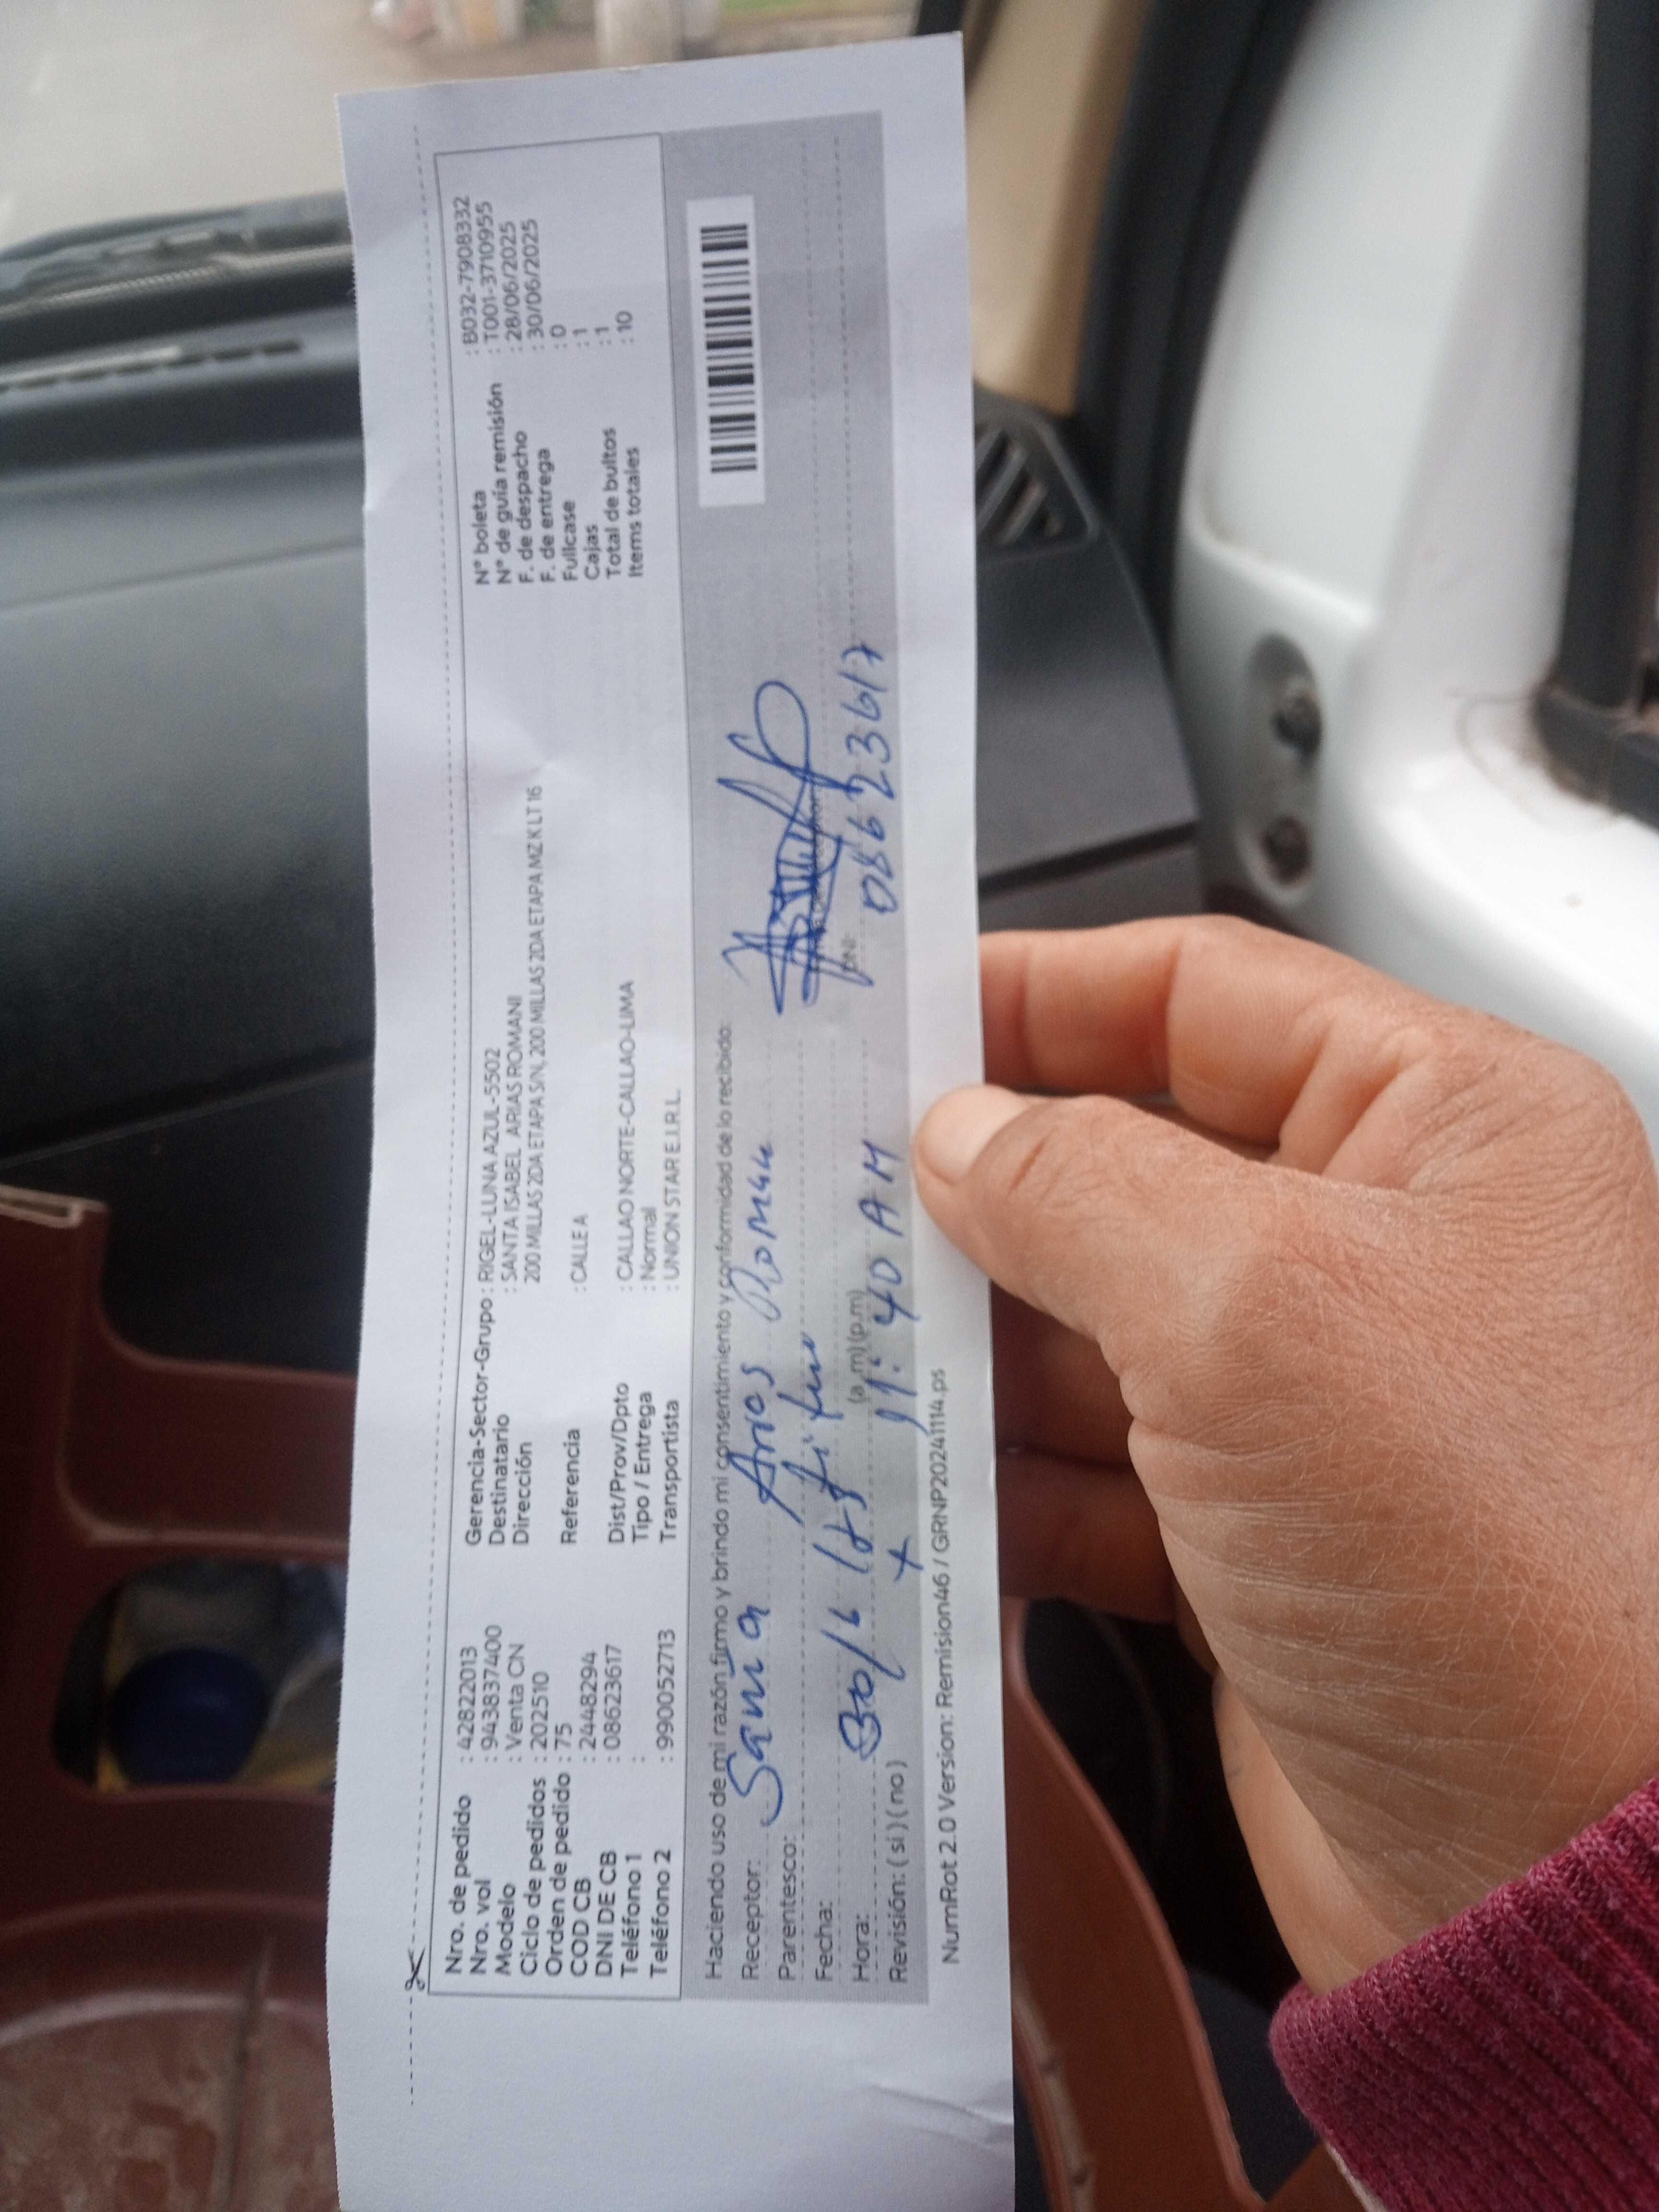 Nro. de pedido : 42822013
Nro. vol : 943837400
Modelo : Venta CN
Ciclo de pedidos : 202510
Orden de pedido : 75
COD CB : 24448294
DNI DE CB : 08623617
Teléfono 1 :
Teléfono 2 : 990052713
Gerencia-Sector-Grupo : RIGEL-LUNA AZUL-5502
Destinatario : SANTA ISABEL ARIAS ROMANI
Dirección 200 MILLAS 2DA ETAPA S/N, 200 MILLAS 2DA ETAPA MZ K LT 16
Referencia : CALLE A
Dist/Prov/Dpto : CALLAO NORTE-CALLAO-LIMA
Tipo / Entrega : Normal
Transportista : UNION STAR E.I.R.L.
N° boleta : B032-7908332
N° de guía remisión : T001-3710955
F. de despacho : 28/06/2025
F. de entrega : 30/06/2025
Fullcase : 0
Cajas : 1
Total de bultos : 1
Items totales : 10
Haciendo uso de mi razón firmo y brindo mi consentimiento y conformidad de lo recibido:
Receptor: Arias Roman
Parentesco:
Fecha: 30/6
Hora: (a.m) (p.m) 11:40 AM
DNI: 08623617
Revisión: ( si ) ( no )
NumRot 2.0 Version: Remision46 / GRNP20241114.ps